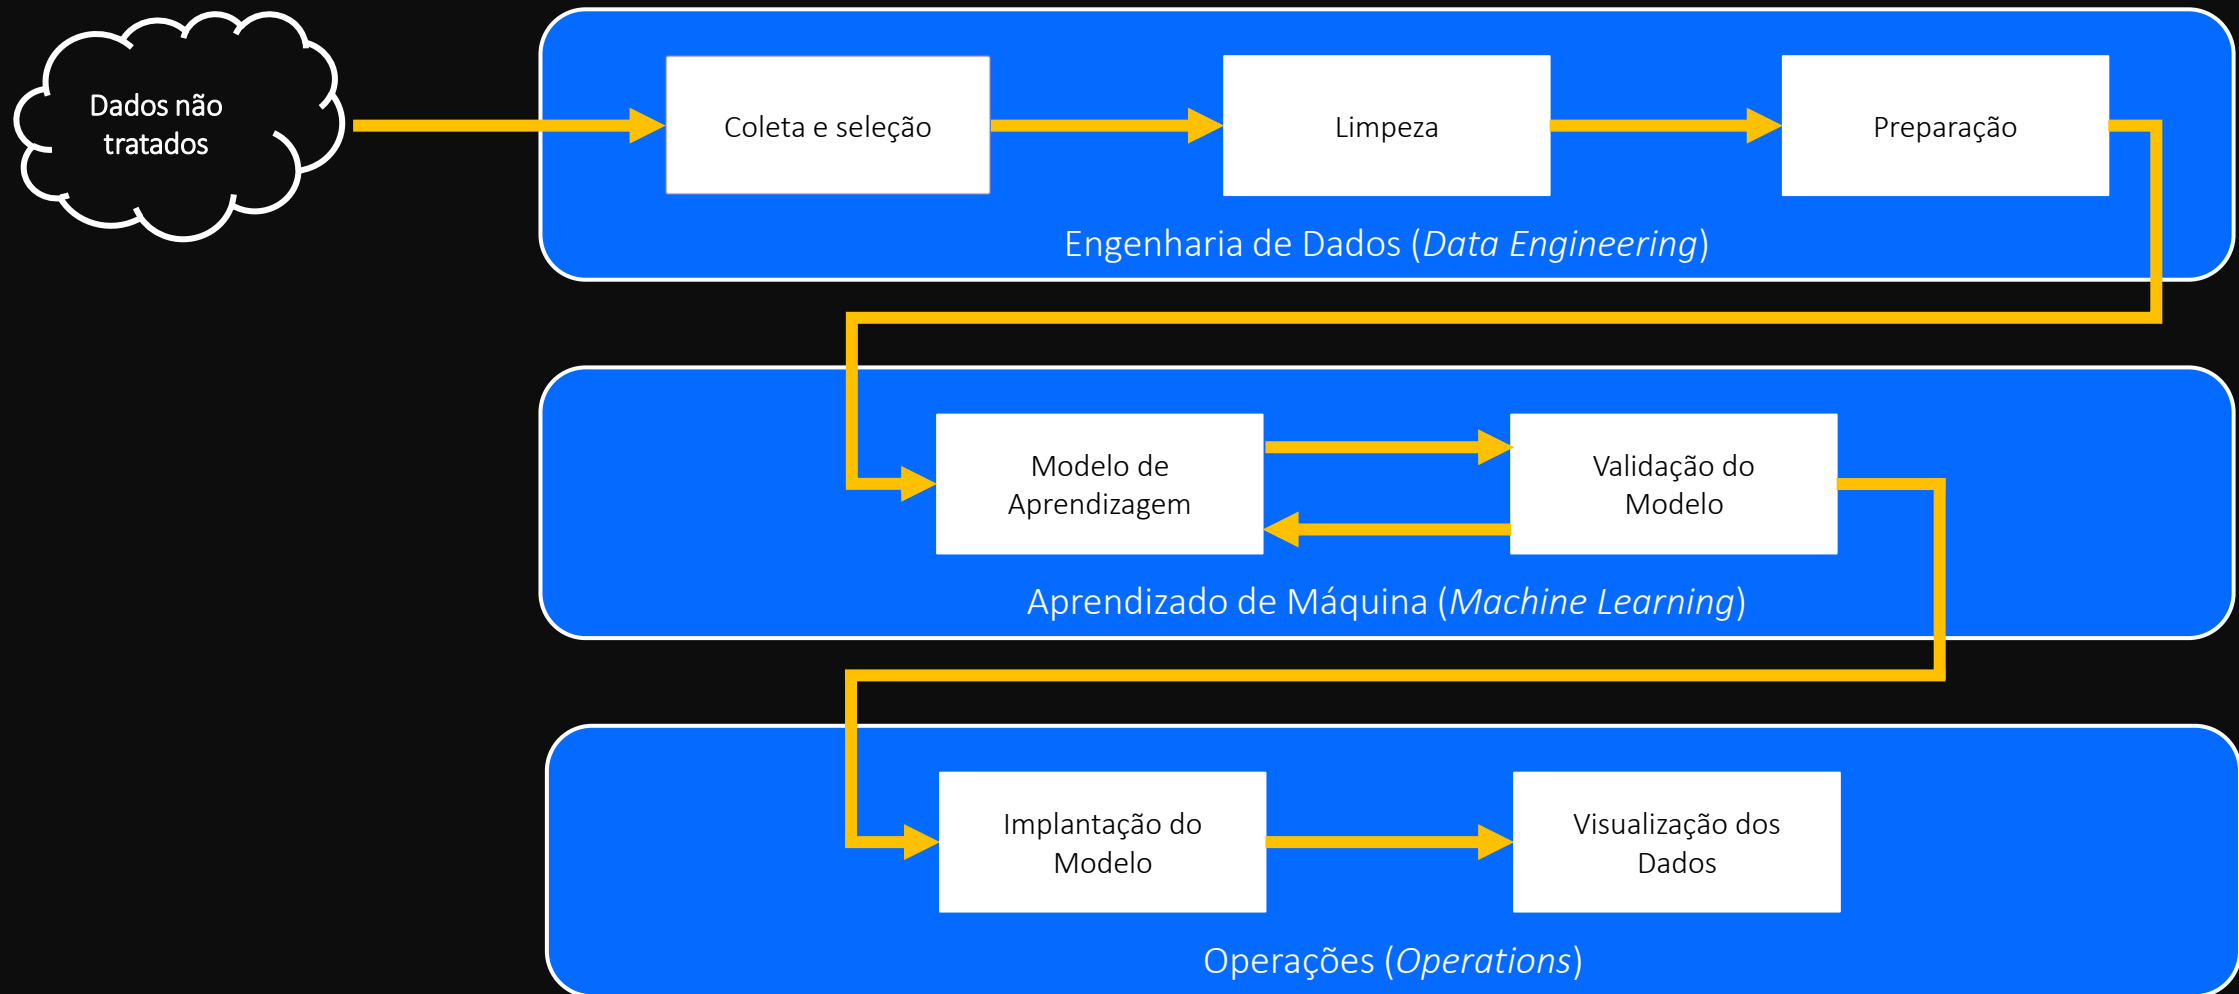 Dados não
tratados
Coleta e seleção
Limpeza
Preparação
Engenharia de Dados (Data Engineering)
Modelo de
Aprendizagem
Validação do
Modelo
Aprendizado de Máquina (Machine Learning)
Implantação do
Modelo
Visualização dos
Dados
Operações (Operations)